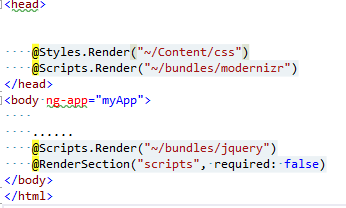 <head>
@Styles.Render("~/Content/css")
@Scripts.Render("~/bundles/modernizr")
</head>
<body ng-app="myApp">
......
@Scripts.Render("~/bundles/jquery")
@RenderSection("scripts", required: false)
</body>
</html>